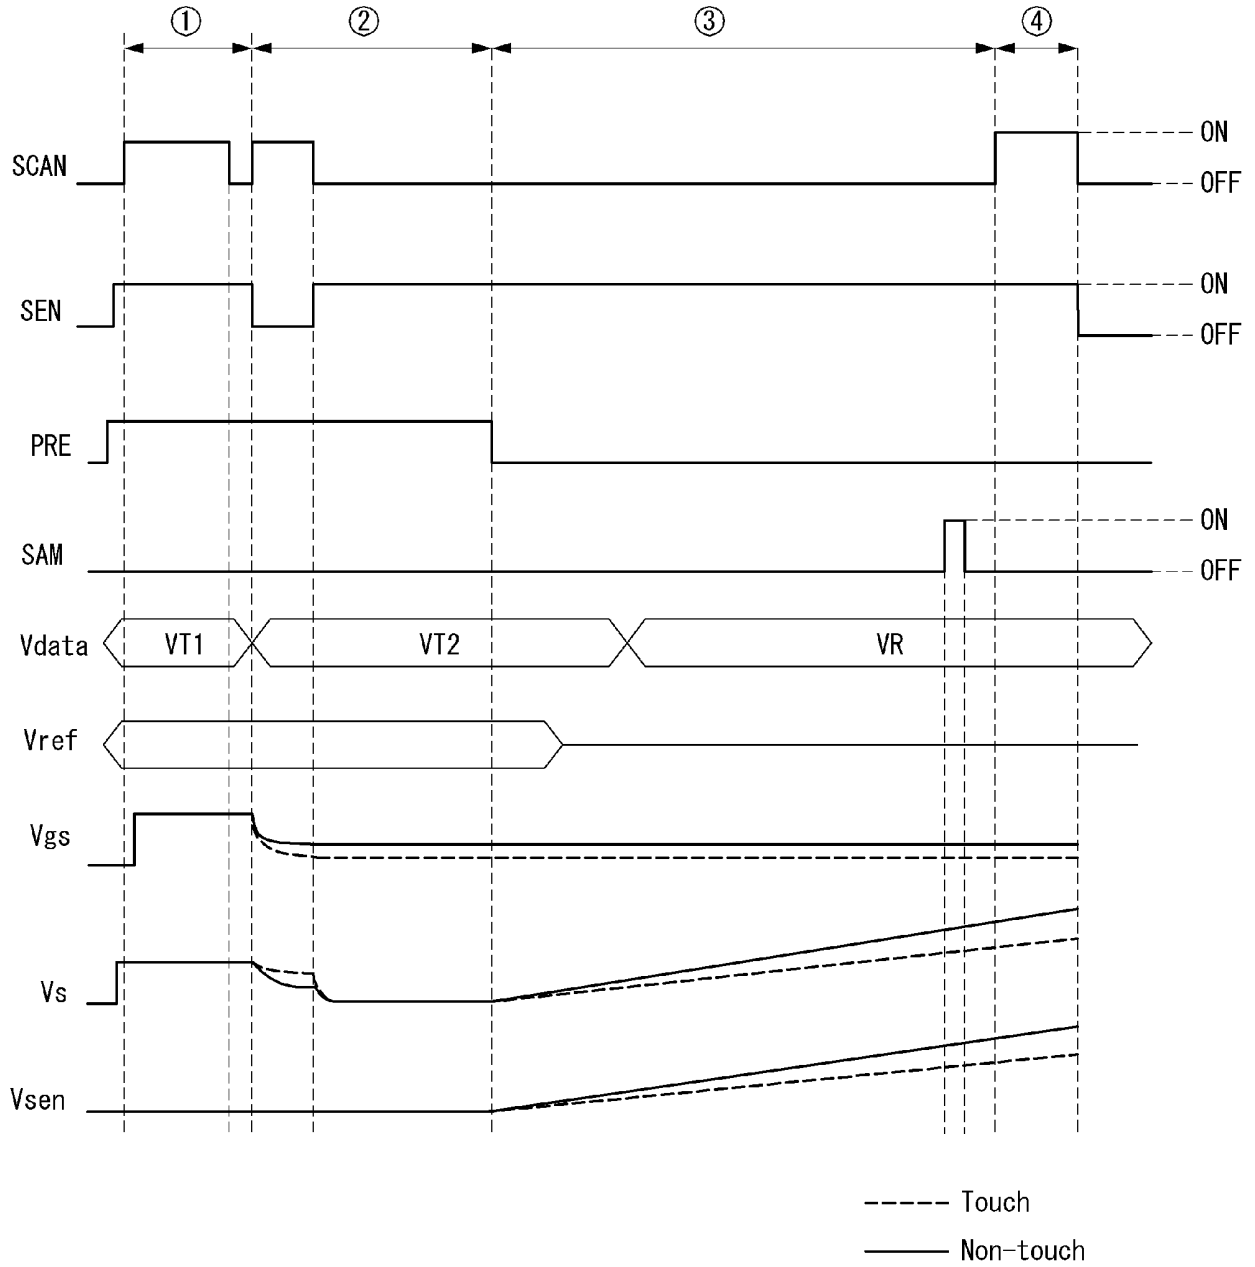 ① ② ③ ④
SCAN ON
OFF
SEN ON
OFF
PRE
SAM ON
OFF
Vdata VT1 VT2 VR
Vref
Vgs
Vs
Vsen
Touch
Non-touch